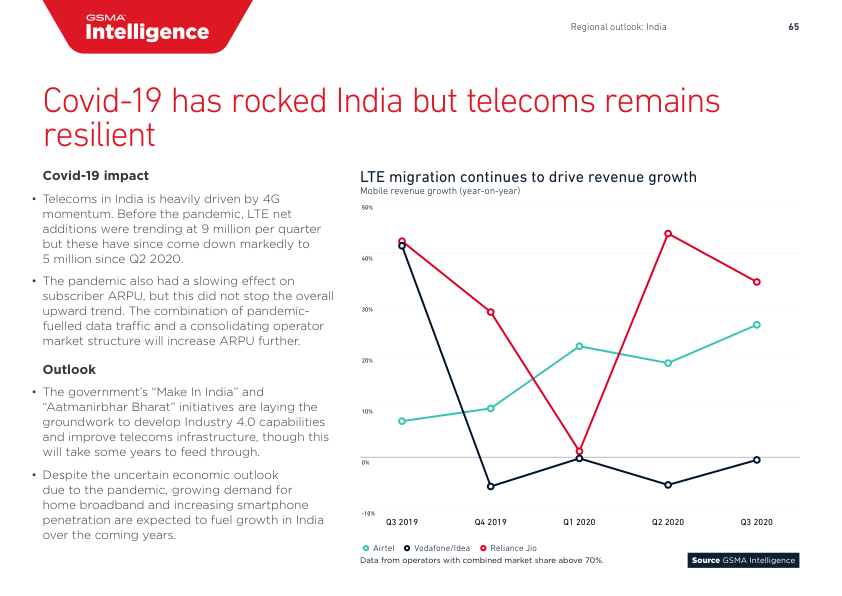 GSMA
Intelligence
Regional outlook: India
65
Covid-19 has rocked India but telecoms remains
resilient
Covid-19 impact
• Telecoms in India is heavily driven by 4G
momentum. Before the pandemic, LTE net
additions were trending at 9 million per quarter
but these have since come down markedly to
5 million since Q2 2020.
• The pandemic also had a slowing effect on
subscriber ARPU, but this did not stop the overall
upward trend. The combination of pandemic-
fuelled data traffic and a consolidating operator
market structure will increase ARPU further.
Outlook
• The government's “Make In India” and
“Aatmanirbhar Bharat” initiatives are laying the
groundwork to develop Industry 4.0 capabilities
and improve telecoms infrastructure, though this
will take some years to feed through.
• Despite the uncertain economic outlook
due to the pandemic, growing demand for
home broadband and increasing smartphone
penetration are expected to fuel growth in India
over the coming years.
LTE migration continues to drive revenue growth
Mobile revenue growth (year-on-year)
50%
40%
30%
20%
10%
0%
-10%
Q3 2019 Q4 2019 Q1 2020 Q2 2020 Q3 2020
Airtel Vodafone/Idea Reliance Jio
Data from operators with combined market share above 70%.
Source GSMA Intelligence